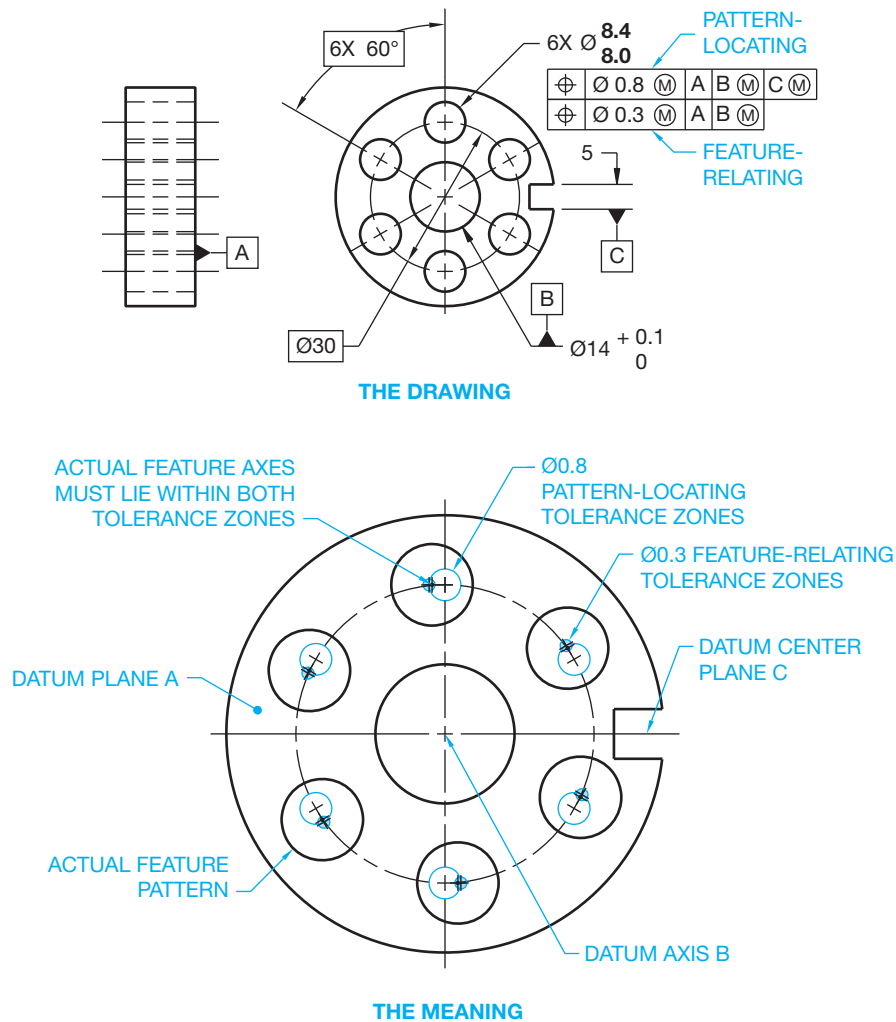 PATTERN-
LOCATING
6X 60°
6X Ø 8.4
8.0
⌖ Ø 0.8 Ⓜ A B Ⓜ C Ⓜ
⌖ Ø 0.3 Ⓜ A B Ⓜ
FEATURE-
RELATING
5
A
C
B
Ø30
Ø14 + 0.1
0
THE DRAWING
ACTUAL FEATURE AXES
MUST LIE WITHIN BOTH
TOLERANCE ZONES
Ø0.8
PATTERN-LOCATING
TOLERANCE ZONES
Ø0.3 FEATURE-RELATING
TOLERANCE ZONES
DATUM CENTER
PLANE C
DATUM PLANE A
ACTUAL FEATURE
PATTERN
DATUM AXIS B
THE MEANING